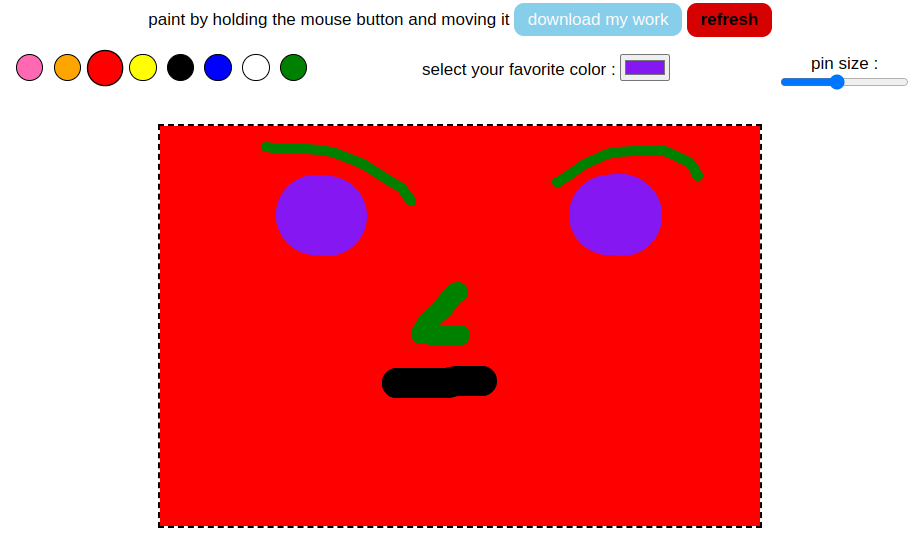 paint by holding the mouse button and moving it download my work refresh
select your favorite color :
pin size :